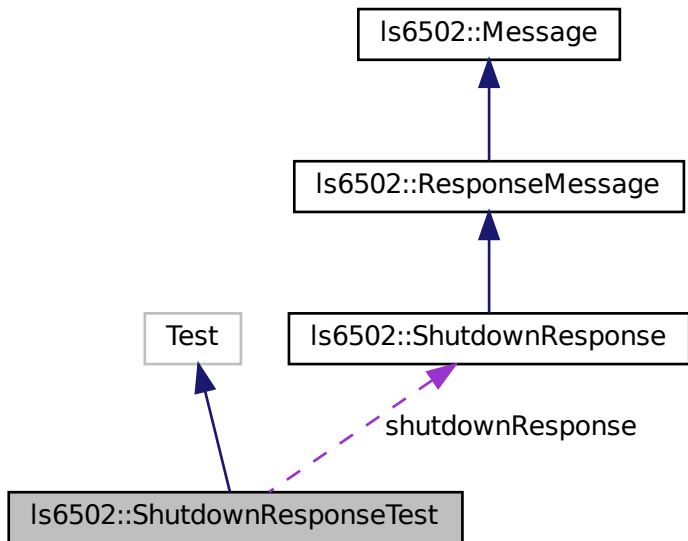 ls6502::Message
ls6502::ResponseMessage
Test
ls6502::ShutdownResponse
shutdownResponse
ls6502::ShutdownResponseTest